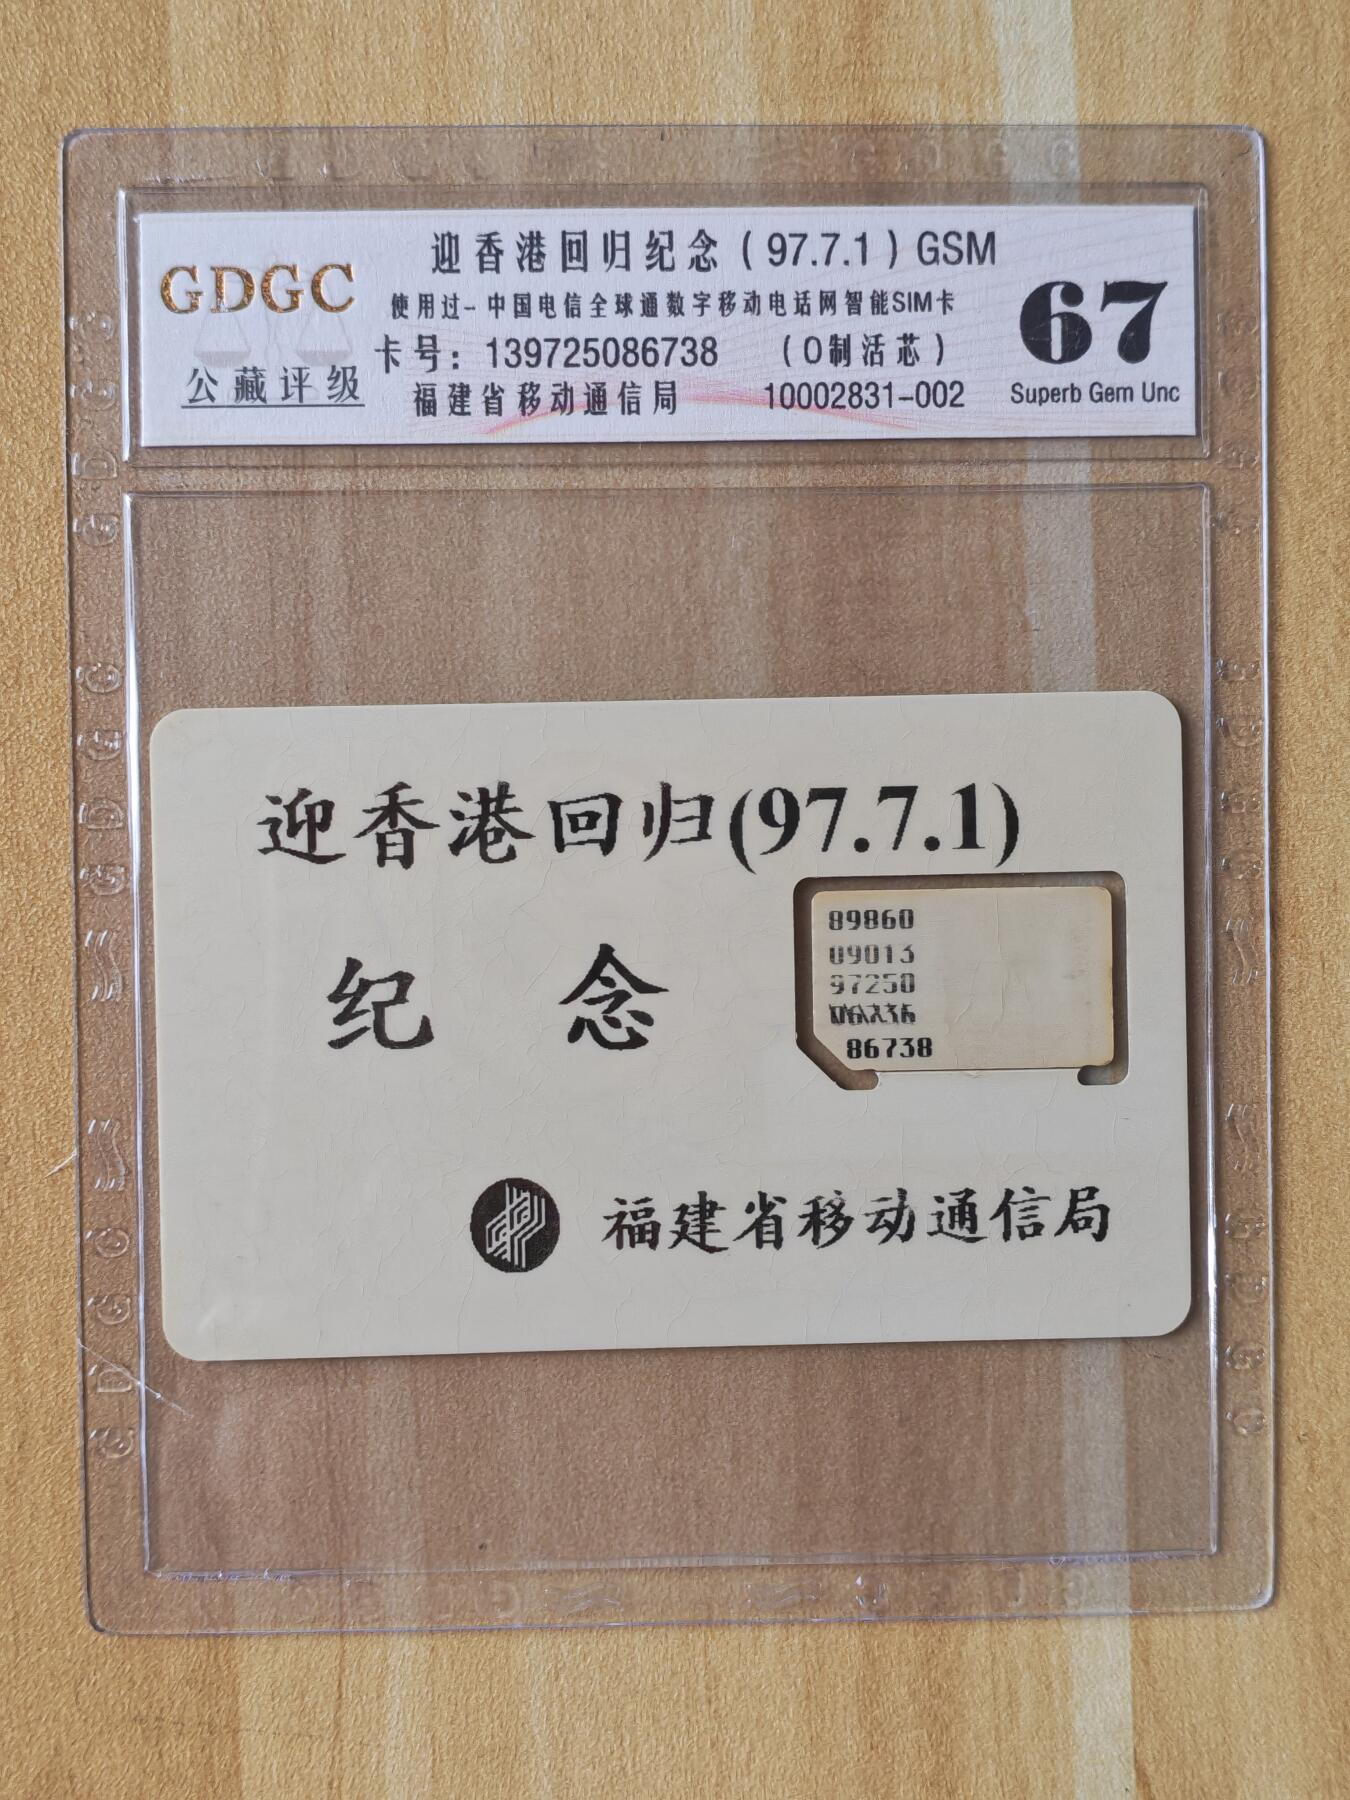 GDGC
公藏评级
迎香港回归纪念（97.7.1）GSM
使用过-中国电信全球通数字移动电话网智能SIM卡
卡号：139725086738 （O制活芯）
福建省移动通信局 10002831-002
67
Superb Gem Unc
迎香港回归(97.7.1)
纪 念
89860
09013
97250
86738
福建省移动通信局